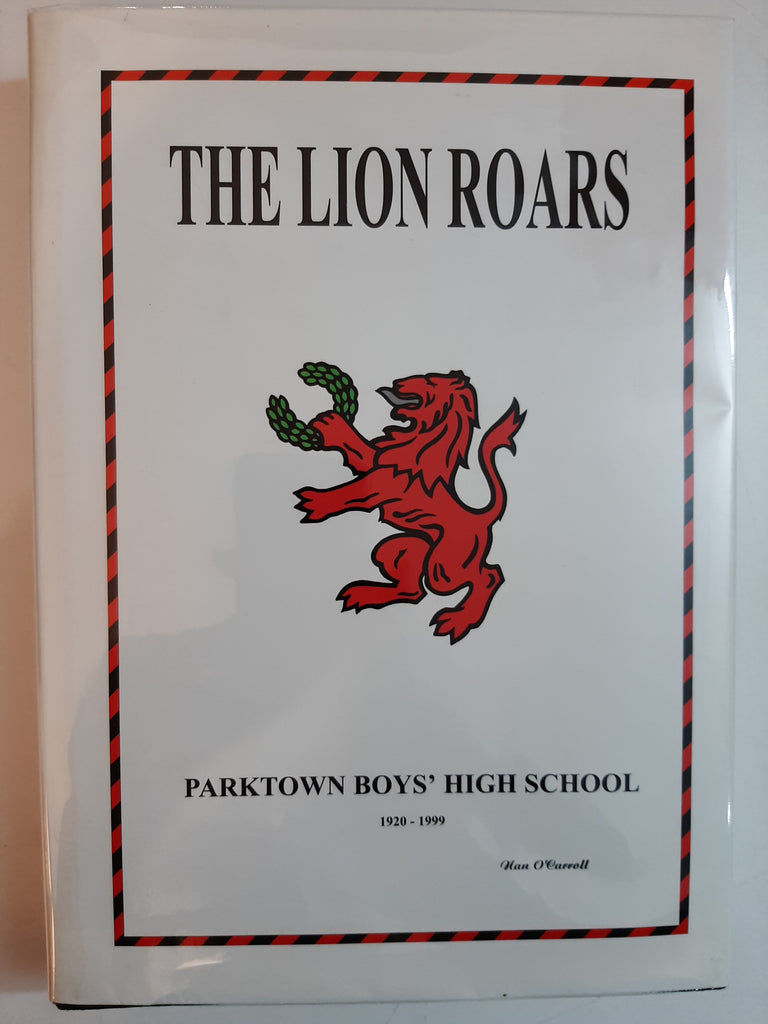 THE LION ROARS
PARKTOWN BOYS' HIGH SCHOOL
1920 - 1999
Nan O'Carroll